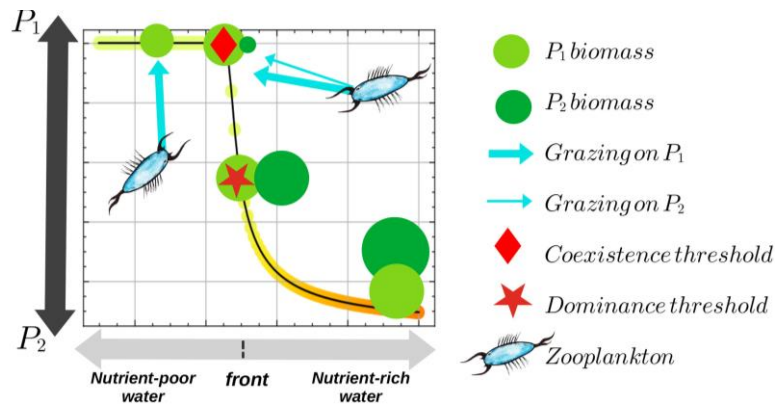 P₁
P₂
Nutrient-poor
water
front
Nutrient-rich
water
P₁ biomass
P₂ biomass
Grazing on P₁
Grazing on P₂
Coexistence threshold
Dominance threshold
Zooplankton